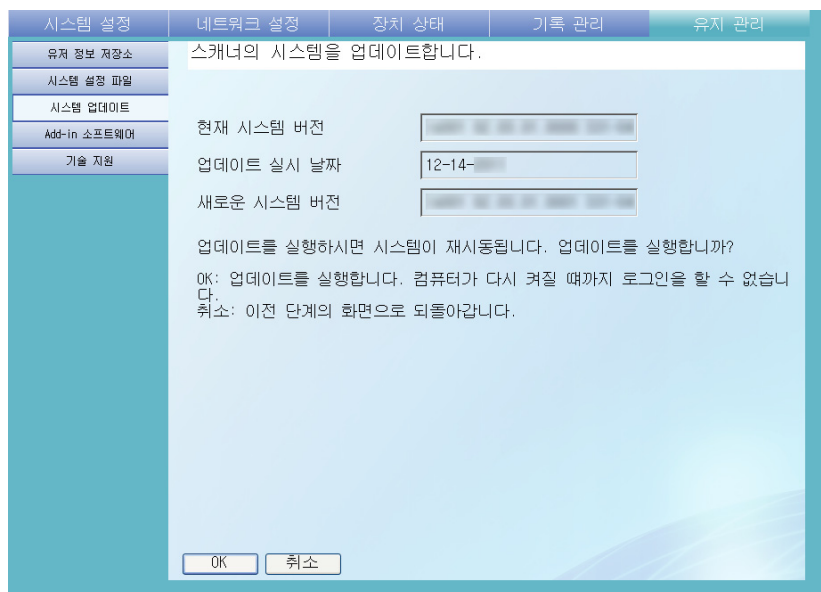 시스템 설정
네트워크 설정
장치 상태
기록 관리
유지 관리
유저 정보 저장소
시스템 설정 파일
시스템 업데이트
Add-in 소프트웨어
기술 지원
스캐너의 시스템을 업데이트합니다.
현재 시스템 버전
업데이트 실시 날짜 12-14-
새로운 시스템 버전
업데이트를 실행하시면 시스템이 재시동됩니다. 업데이트를 실행합니까?
OK: 업데이트를 실행합니다. 컴퓨터가 다시 켜질 떄까지 로그인을 할 수 없습니
다.
취소: 이전 단계의 화면으로 되돌아갑니다.
OK 취소